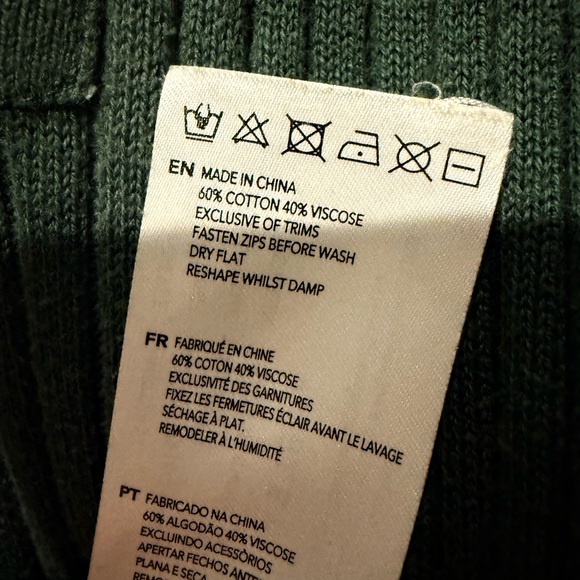 EN MADE IN CHINA
60% COTTON 40% VISCOSE
EXCLUSIVE OF TRIMS
FASTEN ZIPS BEFORE WASH
DRY FLAT
RESHAPE WHILST DAMP
FR FABRIQUÉ EN CHINE
60% COTON 40% VISCOSE
EXCLUSIVITÉ DES GARNITURES
FIXEZ LES FERMETURES ÉCLAIR AVANT LE LAVAGE
SÉCHAGE À PLAT.
REMODELER À L'HUMIDITÉ
PT FABRICADO NA CHINA
60% ALGODÃO 40% VISCOSE
EXCLUINDO ACESSÒRIOS
APERTAR FECHOS
PLANA E SECA